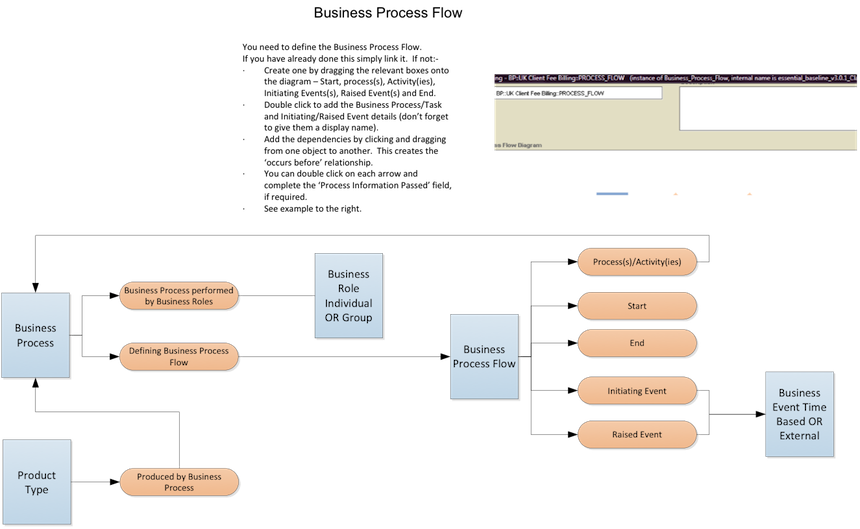 Business Process Flow
You need to define the Business Process Flow.
If you have already done this simply link it. If not:-
· Create one by dragging the relevant boxes onto
the diagram – Start, process(s), Activity(ies),
Initiating Events(s), Raised Event(s) and End.
· Double click to add the Business Process/Task
and Initiating/Raised Event details (don't forget
to give them a display name).
· Add the dependencies by clicking and dragging
from one object to another. This creates the
'occurs before' relationship.
· You can double click on each arrow and
complete the 'Process Information Passed' field,
if required.
· See example to the right.
ng - BP::UK Client Fee Billing::PROCESS_FLOW (instance of Business_Process_Flow, internal name is essential_baseline_v3.0.1_Cla
BP::UK Client Fee Billing::PROCESS_FLOW
ss Flow Diagram
Business
Process
Business Process performed
by Business Roles
Defining Business Process
Flow
Business
Role
Individual
OR Group
Business
Process Flow
Process(s)/Activity(ies)
Start
End
Initiating Event
Raised Event
Business
Event Time
Based OR
External
Product
Type
Produced by Business
Process